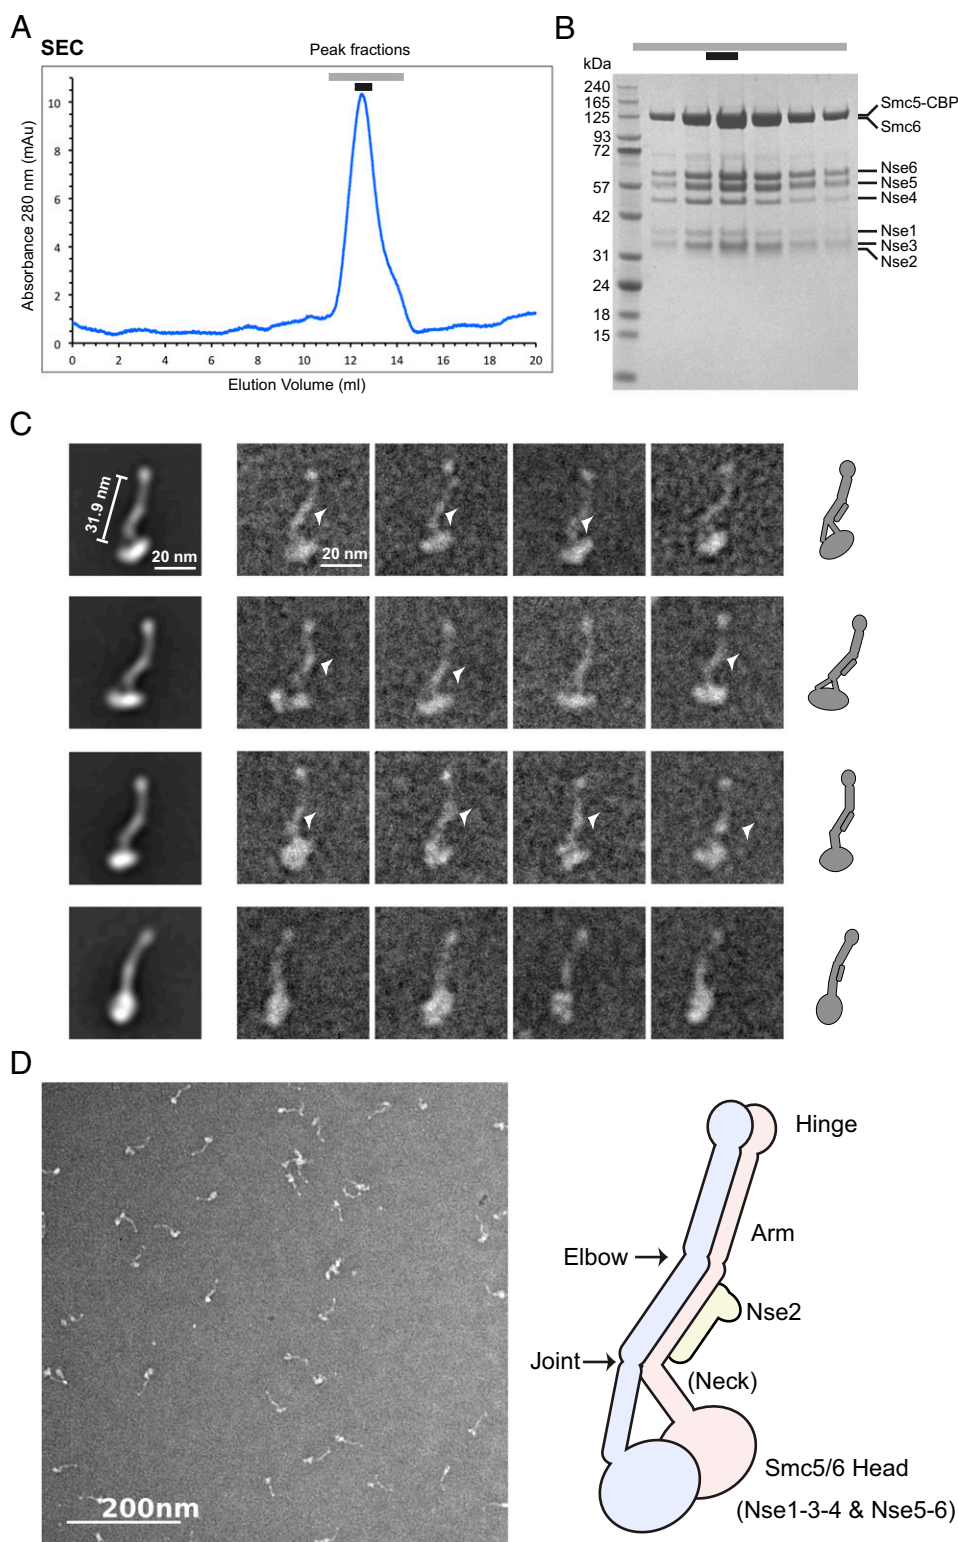 A
SEC
Peak fractions
Absorbance 280 nm (mAu)
10
8
6
4
2
0
0 2 4 6 8 10 12 14 16 18 20
Elution Volume (ml)
B
kDa
240
165
125
93
72
57
42
31
24
18
15
Smc5-CBP
Smc6
Nse6
Nse5
Nse4
Nse1
Nse3
Nse2
C
31.9 nm
20 nm
20 nm
D
200nm
Hinge
Arm
Elbow
Nse2
Joint
(Neck)
Smc5/6 Head
(Nse1-3-4 & Nse5-6)